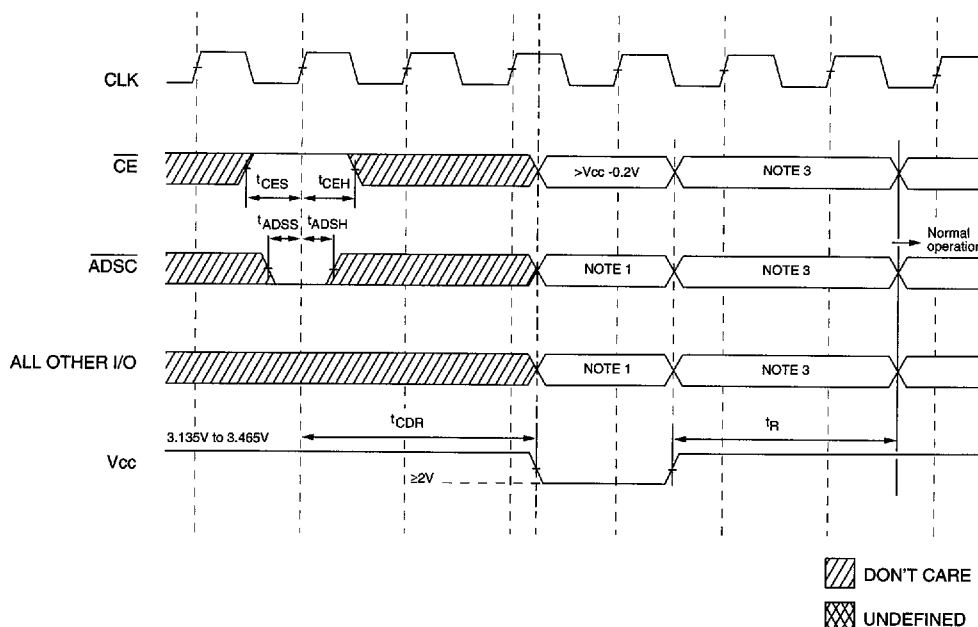 CLK
CE
>Vcc -0.2V
NOTE 3
tCES
tCEH
tADSS
tADSH
Normal
operation
ADSC
NOTE 1
NOTE 3
ALL OTHER I/O
NOTE 1
NOTE 3
tCDR
tR
3.135V to 3.465V
Vcc
≥2V
DON'T CARE
UNDEFINED